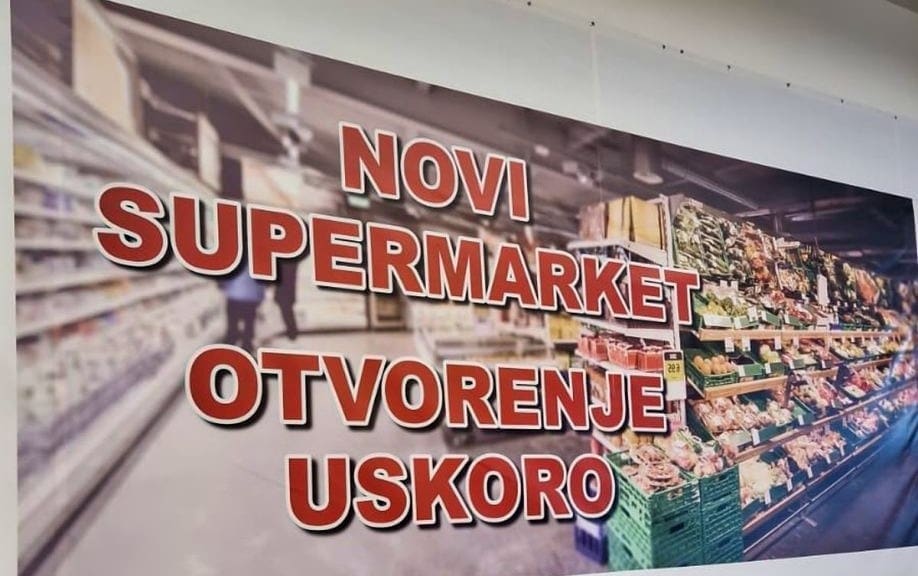 NOVI
SUPERMARKET
OTVORENJE
USKORO